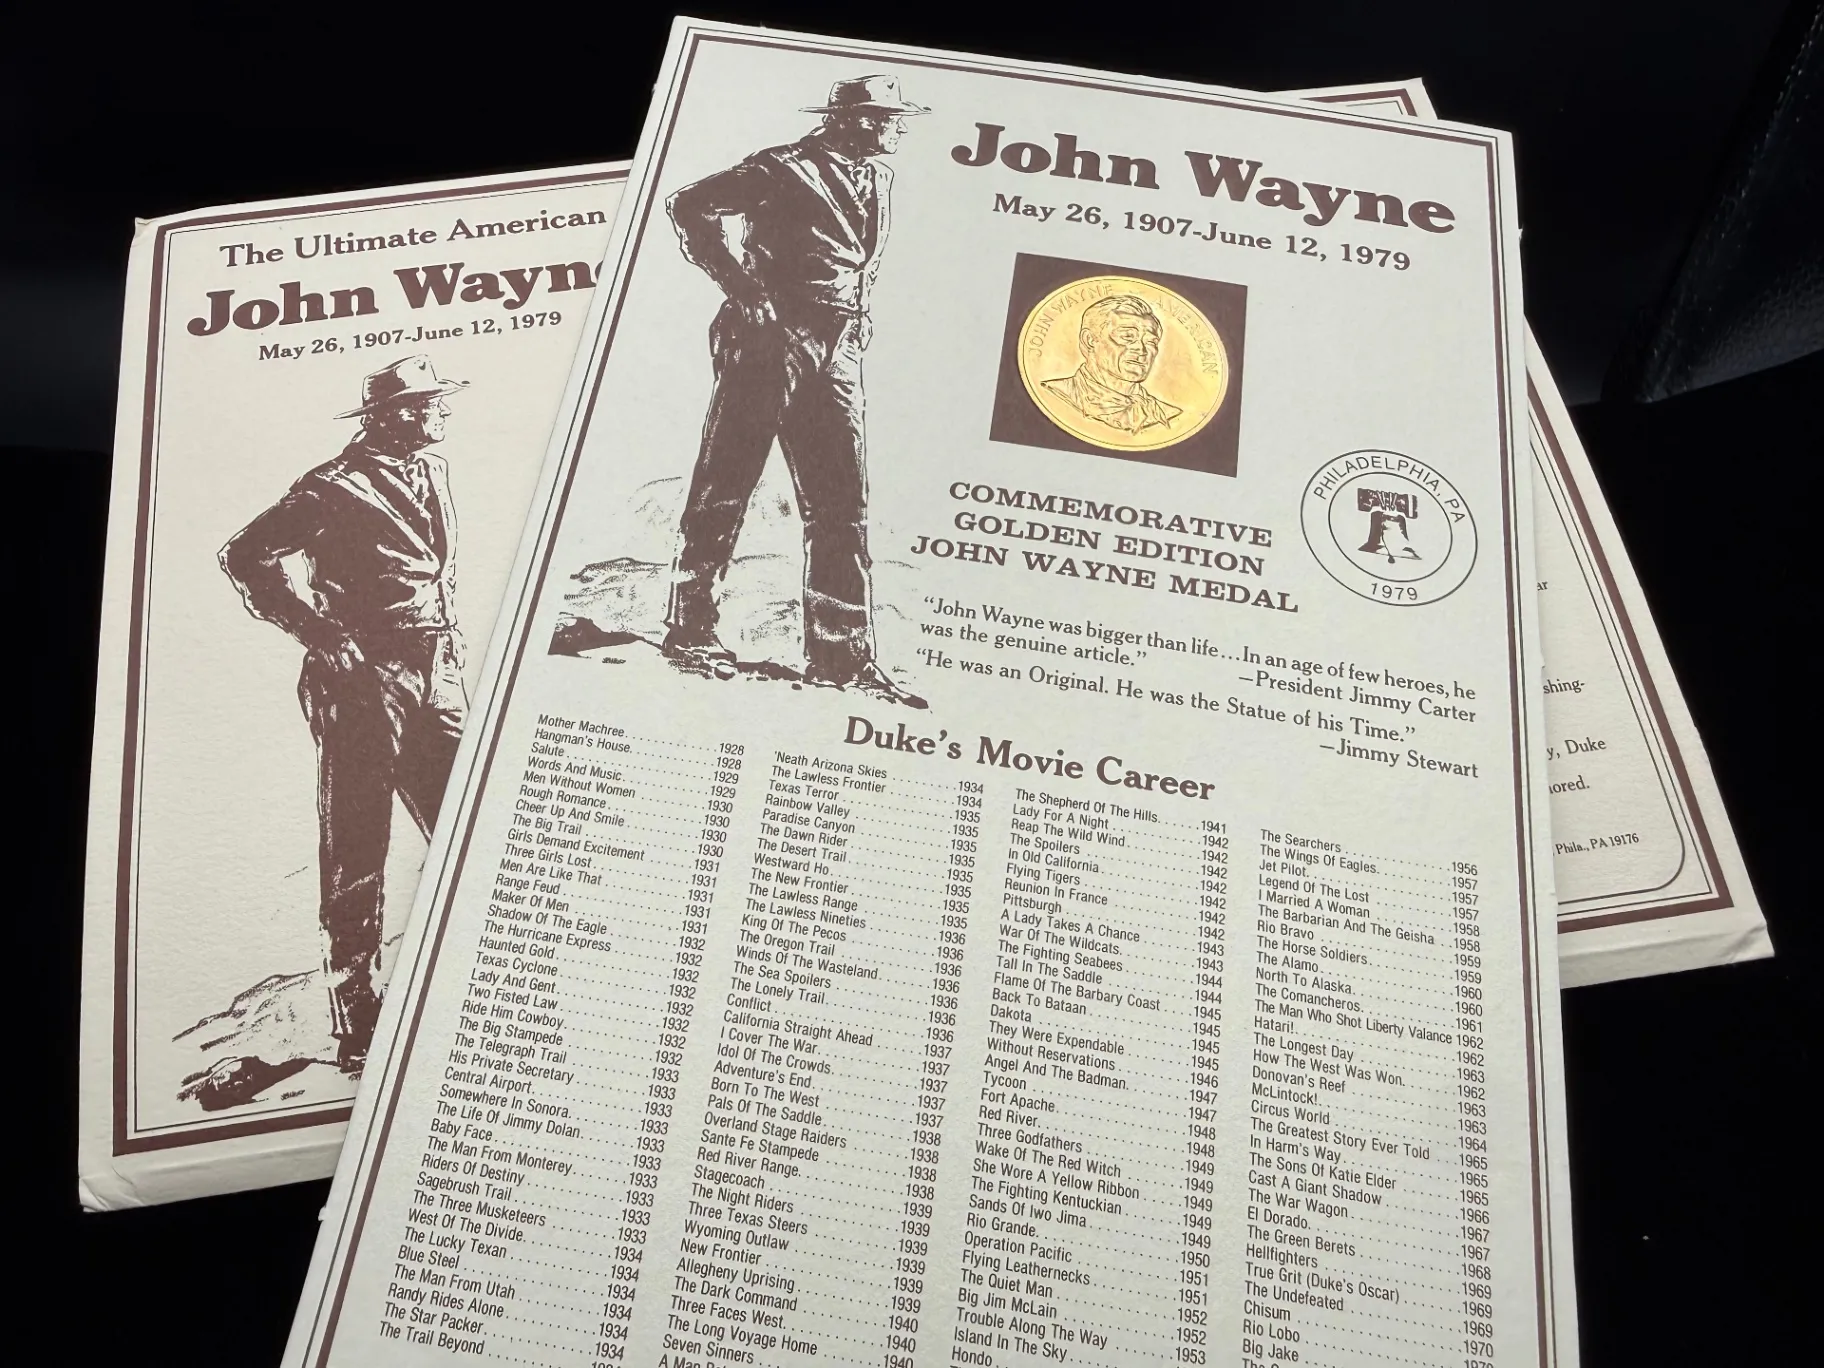 The Ultimate American
John Wayn
May 26, 1907-June 12, 1979
John Wayne
May 26, 1907-June 12, 1979
JOHN WAYNE AMERICAN
COMMEMORATIVE
GOLDEN EDITION
JOHN WAYNE MEDAL
PHILADELPHIA, PA
1979
“John Wayne was bigger than life...In an age of few heroes, he
was the genuine article.”
—President Jimmy Carter
“He was an Original. He was the Statue of his Time.”
—Jimmy Stewart
Duke's Movie Career
Mother Machree 1928
Hangman's House 1928
Salute 1929
Words And Music 1929
Men Without Women 1930
Rough Romance 1930
Cheer Up And Smile 1930
The Big Trail 1930
Girls Demand Excitement 1931
Three Girls Lost 1931
Men Are Like That 1931
Range Feud 1931
Maker Of Men 1931
Shadow Of The Eagle 1932
The Hurricane Express 1932
Haunted Gold 1932
Texas Cyclone 1932
Lady And Gent 1932
Two Fisted Law 1932
Ride Him Cowboy 1932
The Big Stampede 1932
The Telegraph Trail 1933
His Private Secretary 1933
Central Airport 1933
Somewhere In Sonora 1933
The Life Of Jimmy Dolan 1933
Baby Face 1933
The Man From Monterey 1933
Riders Of Destiny 1933
Sagebrush Trail 1933
The Three Musketeers 1933
West Of The Divide 1934
The Lucky Texan 1934
Blue Steel 1934
The Man From Utah 1934
Randy Rides Alone 1934
The Star Packer 1934
The Trail Beyond
'Neath Arizona Skies 1934
The Lawless Frontier 1934
Texas Terror 1935
Rainbow Valley 1935
Paradise Canyon 1935
The Dawn Rider 1935
The Desert Trail 1935
Westward Ho 1935
The New Frontier 1935
The Lawless Range 1935
The Lawless Nineties 1936
King Of The Pecos 1936
The Oregon Trail 1936
Winds Of The Wasteland 1936
The Sea Spoilers 1936
The Lonely Trail 1936
Conflict 1936
California Straight Ahead 1937
I Cover The War 1937
Idol Of The Crowds 1937
Adventure's End 1937
Born To The West 1937
Pals Of The Saddle 1938
Overland Stage Raiders 1938
Sante Fe Stampede 1938
Red River Range 1938
Stagecoach 1939
The Night Riders 1939
Three Texas Steers 1939
Wyoming Outlaw 1939
New Frontier 1939
Allegheny Uprising 1939
The Dark Command 1940
Three Faces West 1940
The Long Voyage Home 1940
Seven Sinners
A Man
The Shepherd Of The Hills 1941
Lady For A Night 1942
Reap The Wild Wind 1942
The Spoilers 1942
In Old California 1942
Flying Tigers 1942
Reunion In France 1942
Pittsburgh 1942
A Lady Takes A Chance 1943
War Of The Wildcats 1943
The Fighting Seabees 1944
Tall In The Saddle 1944
Flame Of The Barbary Coast 1945
Back To Bataan 1945
Dakota 1945
They Were Expendable 1945
Without Reservations 1946
Angel And The Badman 1947
Tycoon 1947
Fort Apache 1948
Red River 1948
Three Godfathers 1949
Wake Of The Red Witch 1949
She Wore A Yellow Ribbon 1949
The Fighting Kentuckian 1949
Sands Of Iwo Jima 1949
Rio Grande 1950
Operation Pacific 1951
Flying Leathernecks 1951
The Quiet Man 1952
Big Jim McLain 1952
Trouble Along The Way 1953
Island In The Sky
Hondo
The Searchers 1956
The Wings Of Eagles 1957
Jet Pilot 1957
Legend Of The Lost 1957
I Married A Woman 1958
The Barbarian And The Geisha 1958
Rio Bravo 1959
The Horse Soldiers 1959
The Alamo 1960
North To Alaska 1960
The Comancheros 1961
The Man Who Shot Liberty Valance 1962
Hatari! 1962
The Longest Day 1963
How The West Was Won 1962
Donovan's Reef 1963
McLintock! 1963
Circus World 1964
The Greatest Story Ever Told 1965
In Harm's Way 1965
The Sons Of Katie Elder 1965
Cast A Giant Shadow 1966
The War Wagon 1967
El Dorado 1967
The Green Berets 1968
Hellfighters 1969
True Grit (Duke's Oscar) 1969
The Undefeated 1969
Chisum 1970
Rio Lobo 1970
Big Jake
ar
shing-
y, Duke
ored.
Phila., PA 19176